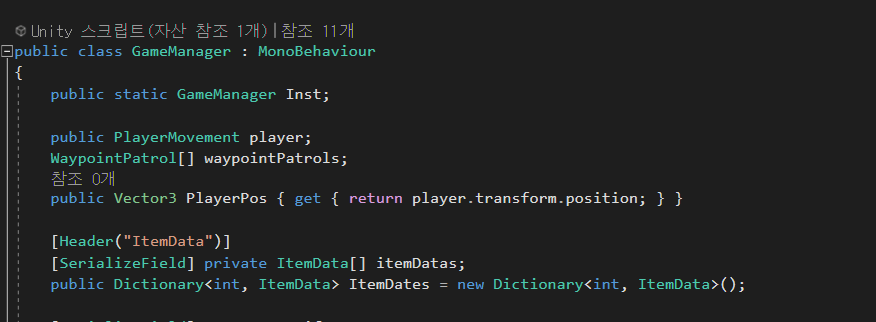 Unity 스크립트(자산 참조 1개)|참조 11개
public class GameManager : MonoBehaviour
{
public static GameManager Inst;
public PlayerMovement player;
WaypointPatrol[] waypointPatrols;
참조 0개
public Vector3 PlayerPos { get { return player.transform.position; } }
[Header("ItemData")]
[SerializeField] private ItemData[] itemDatas;
public Dictionary<int, ItemData> ItemDates = new Dictionary<int, ItemData>();